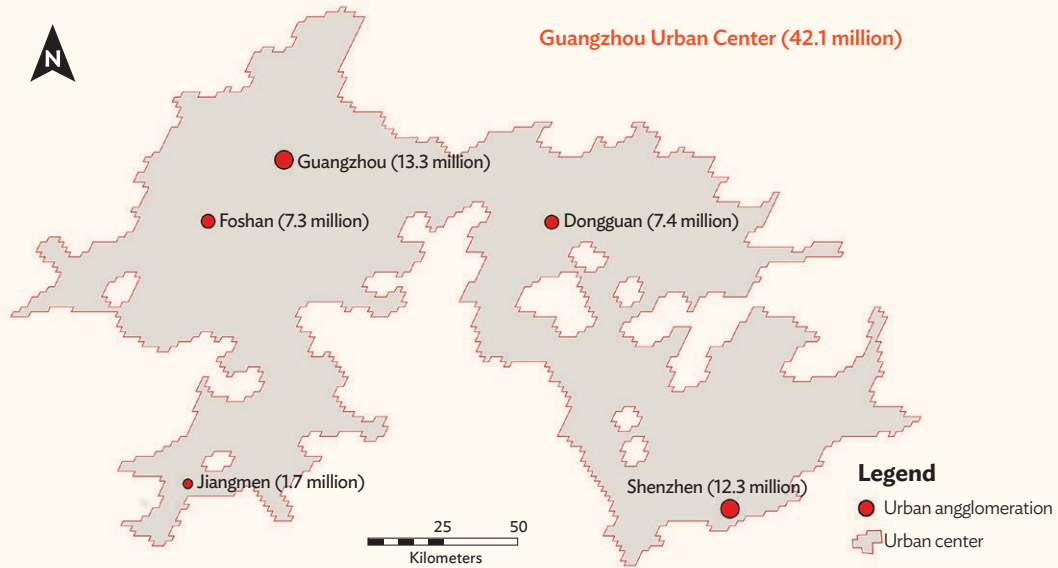 Guangzhou Urban Center (42.1 million)
N
Guangzhou (13.3 million)
Foshan (7.3 million)
Dongguan (7.4 million)
Jiangmen (1.7 million)
Shenzhen (12.3 million)
Legend
Urban angglomeration
Urban center
25 50
Kilometers